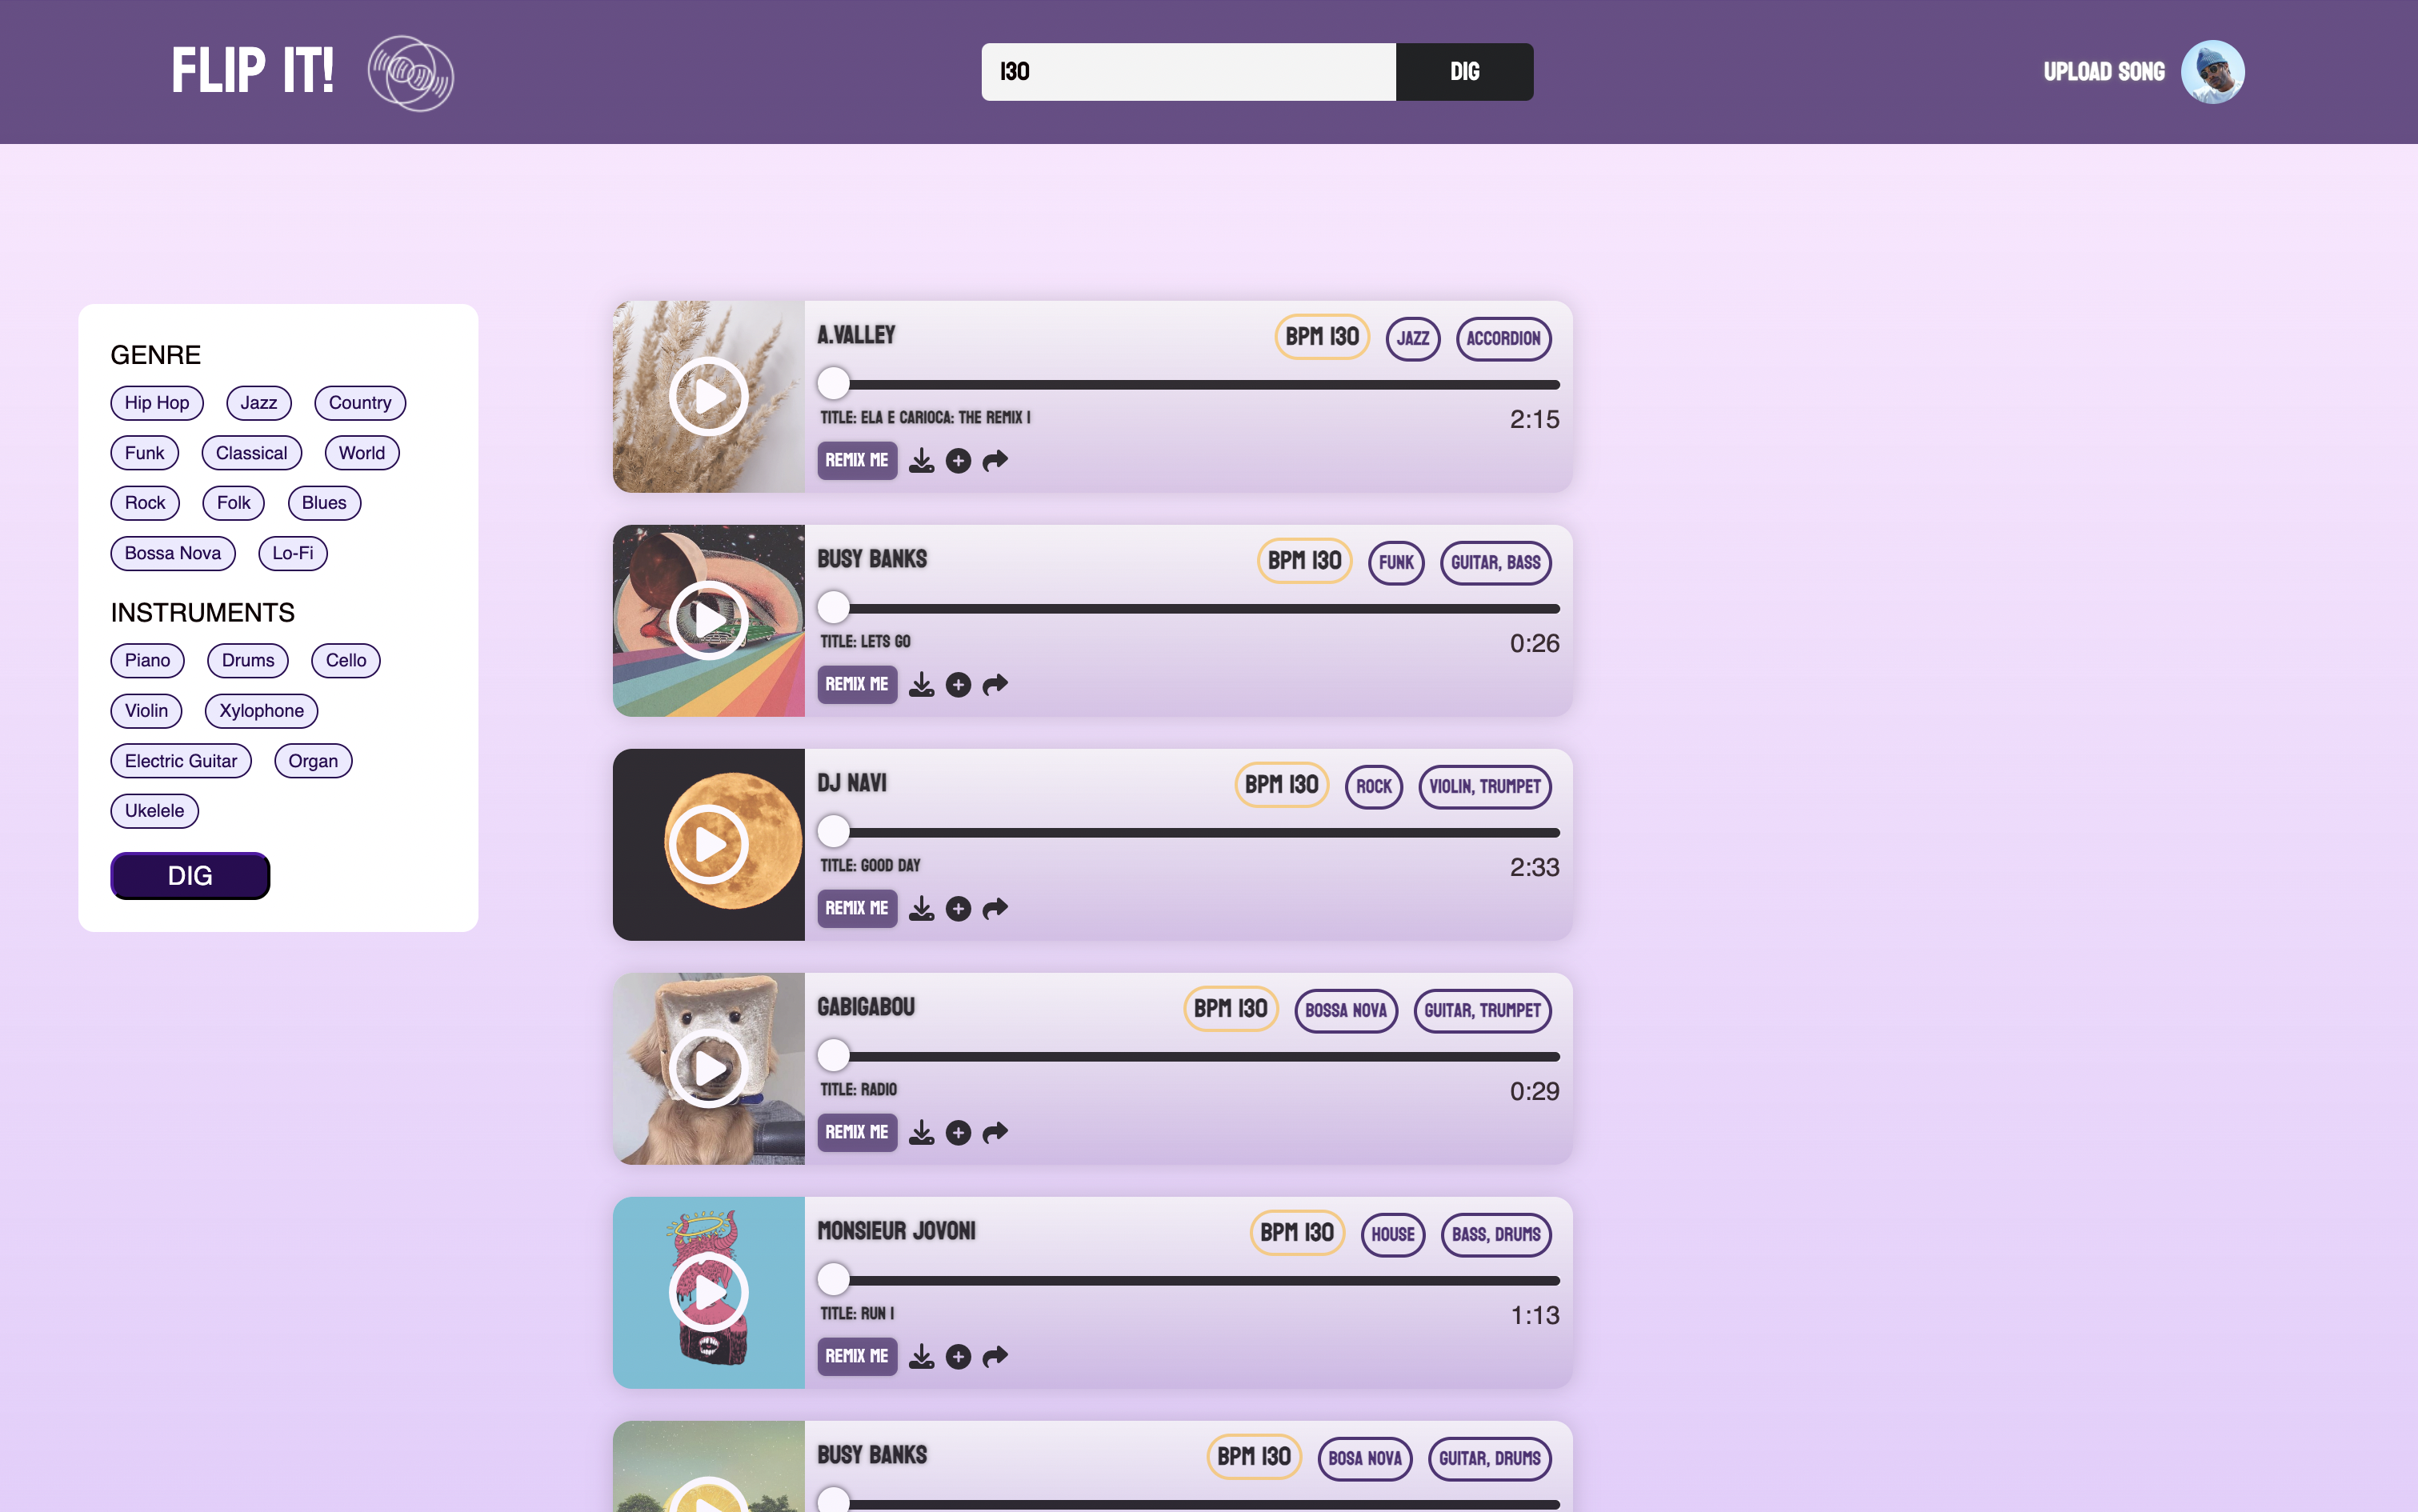 FLIP IT!
130
DIG
UPLOAD SONG
GENRE
Hip Hop Jazz Country
Funk Classical World
Rock Folk Blues
Bossa Nova Lo-Fi
INSTRUMENTS
Piano Drums Cello
Violin Xylophone
Electric Guitar Organ
Ukelele
DIG
A.VALLEY BPM 130 JAZZ ACCORDION
TITLE: ELA E CARIOCA: THE REMIX I 2:15
REMIX ME
BUSY BANKS BPM 130 FUNK GUITAR, BASS
TITLE: LETS GO 0:26
REMIX ME
DJ NAVI BPM 130 ROCK VIOLIN, TRUMPET
TITLE: GOOD DAY 2:33
REMIX ME
GABIGABOU BPM 130 BOSSA NOVA GUITAR, TRUMPET
TITLE: RADIO 0:29
REMIX ME
MONSIEUR JOVONI BPM 130 HOUSE BASS, DRUMS
TITLE: RUN I 1:13
REMIX ME
BUSY BANKS BPM 130 BOSA NOVA GUITAR, DRUMS